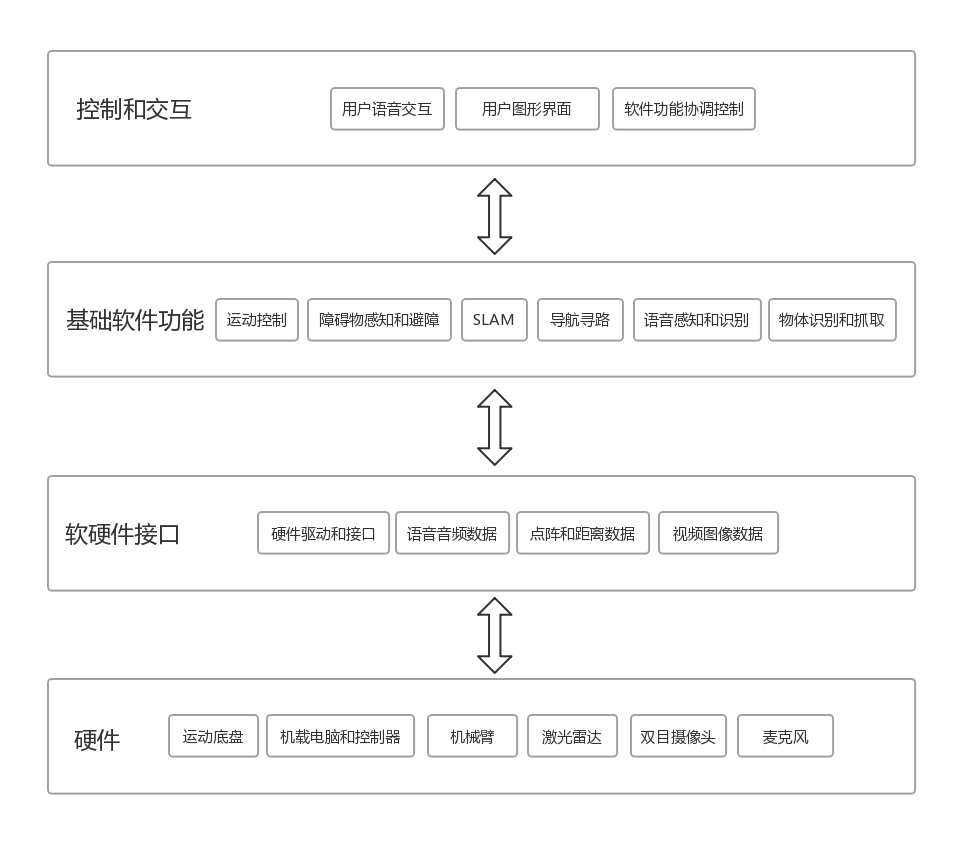 控制和交互
用户语音交互
用户图形界面
软件功能协调控制
基础软件功能
运动控制
障碍物感知和避障
SLAM
导航寻路
语音感知和识别
物体识别和抓取
软硬件接口
硬件驱动和接口
语音音频数据
点阵和距离数据
视频图像数据
硬件
运动底盘
机载电脑和控制器
机械臂
激光雷达
双目摄像头
麦克风